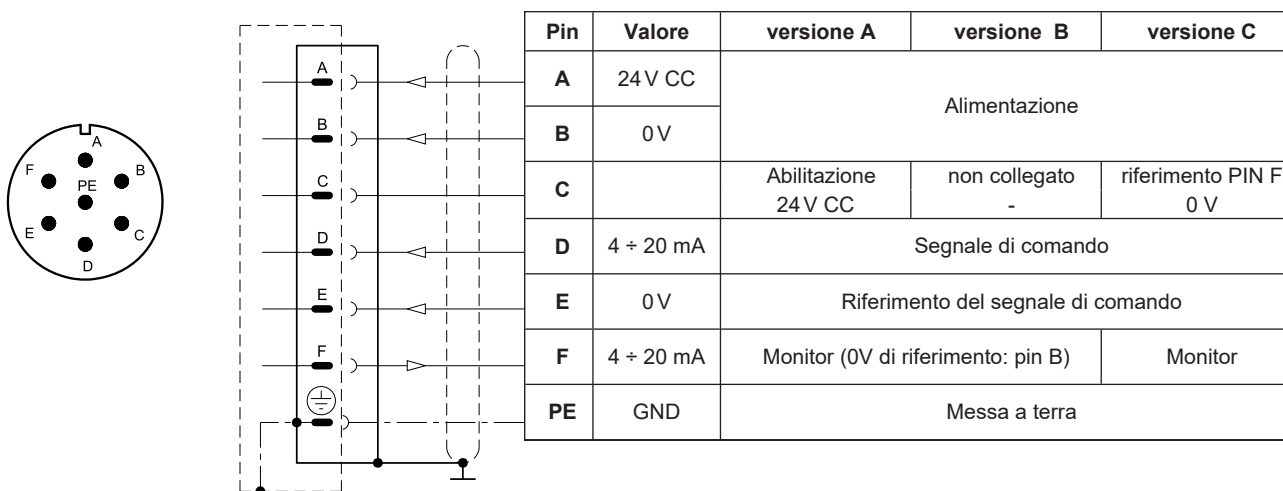 A
B
C
D
E
F
PE
A
B
C
D
E
F
Pin Valore versione A versione B versione C
A 24 V CC Alimentazione
B 0 V
C Abilitazione 24 V CC non collegato - riferimento PIN F 0 V
D 4 ÷ 20 mA Segnale di comando
E 0 V Riferimento del segnale di comando
F 4 ÷ 20 mA Monitor (0V di riferimento: pin B) Monitor
PE GND Messa a terra